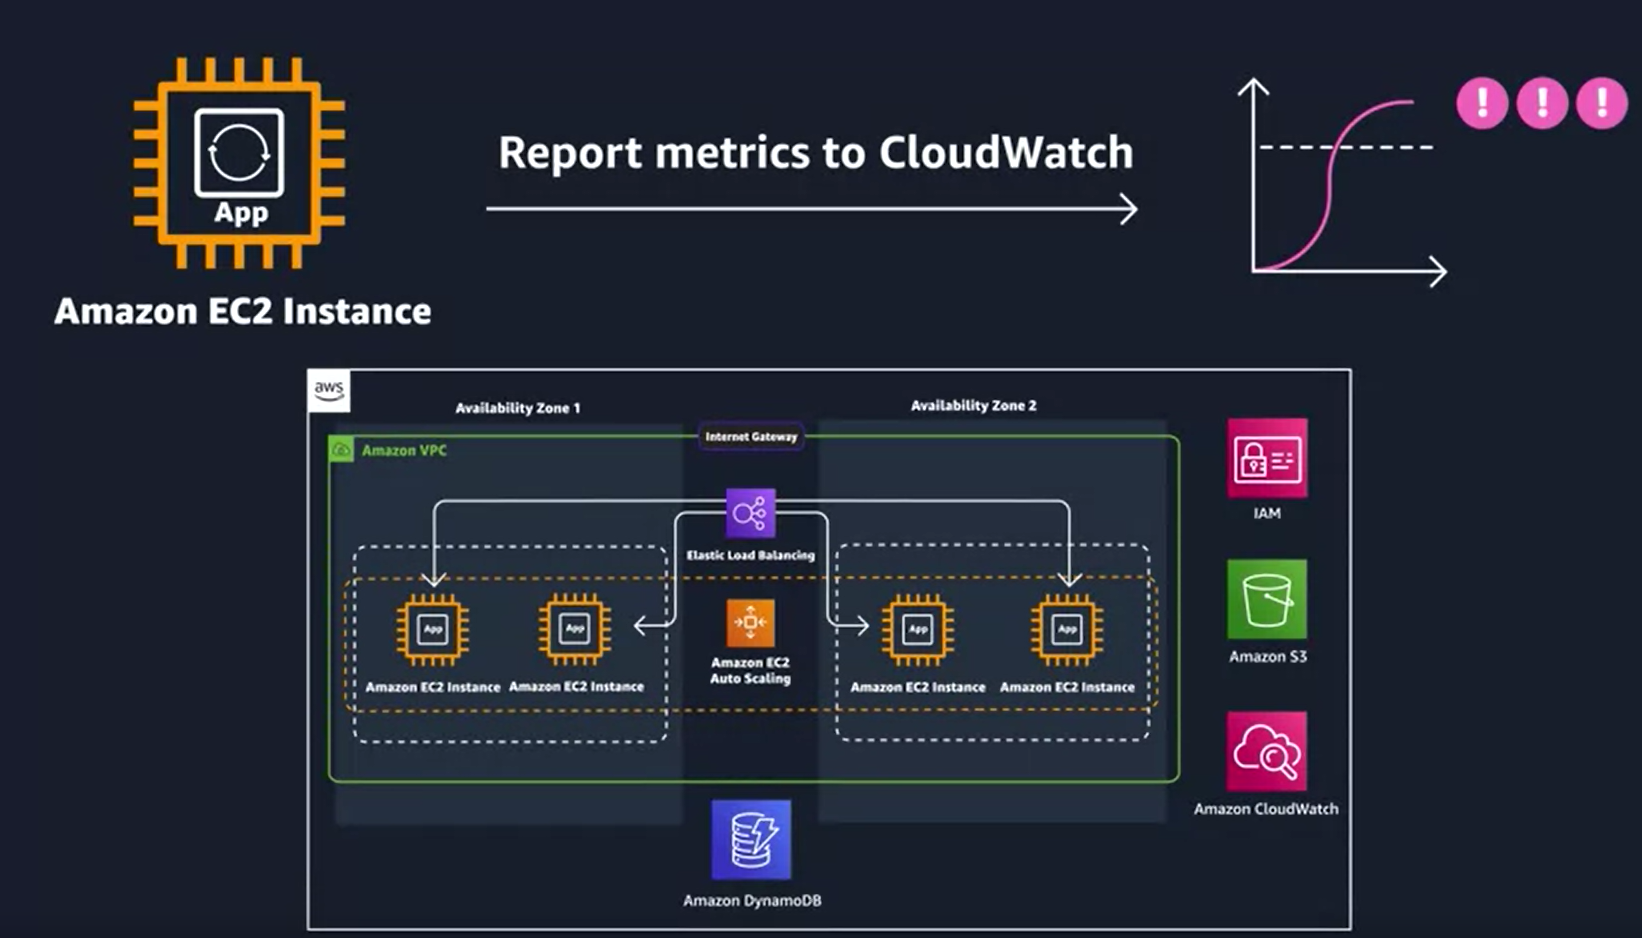 App
Amazon EC2 Instance
Report metrics to CloudWatch
! ! !
aws
Availability Zone 1
Availability Zone 2
Internet Gateway
Amazon VPC
Elastic Load Balancing
App
App
App
App
Amazon EC2 Instance
Amazon EC2 Instance
Amazon EC2
Auto Scaling
Amazon EC2 Instance
Amazon EC2 Instance
IAM
Amazon S3
Amazon CloudWatch
Amazon DynamoDB